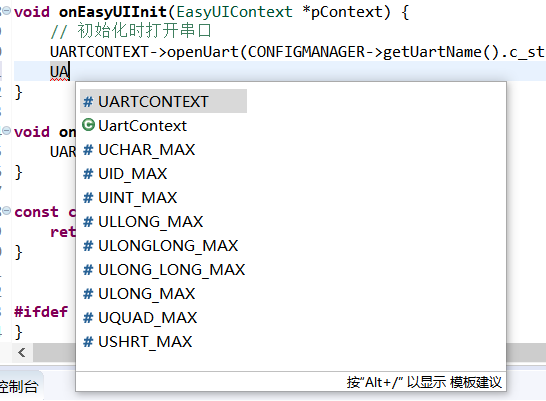 void onEasyUIInit(EasyUIContext *pContext) {
// 初始化时打开串口
UARTCONTEXT->openUart(CONFIGMANAGER->getUartName().c_st
UA
}
void on
UAR
}
const c
ret
}
#ifdef
}
# UARTCONTEXT
C UartContext
# UCHAR_MAX
# UID_MAX
# UINT_MAX
# ULLONG_MAX
# ULONGLONG_MAX
# ULONG_LONG_MAX
# ULONG_MAX
# UQUAD_MAX
# USHRT_MAX
按"Alt+/" 以显示 模板建议
控制台